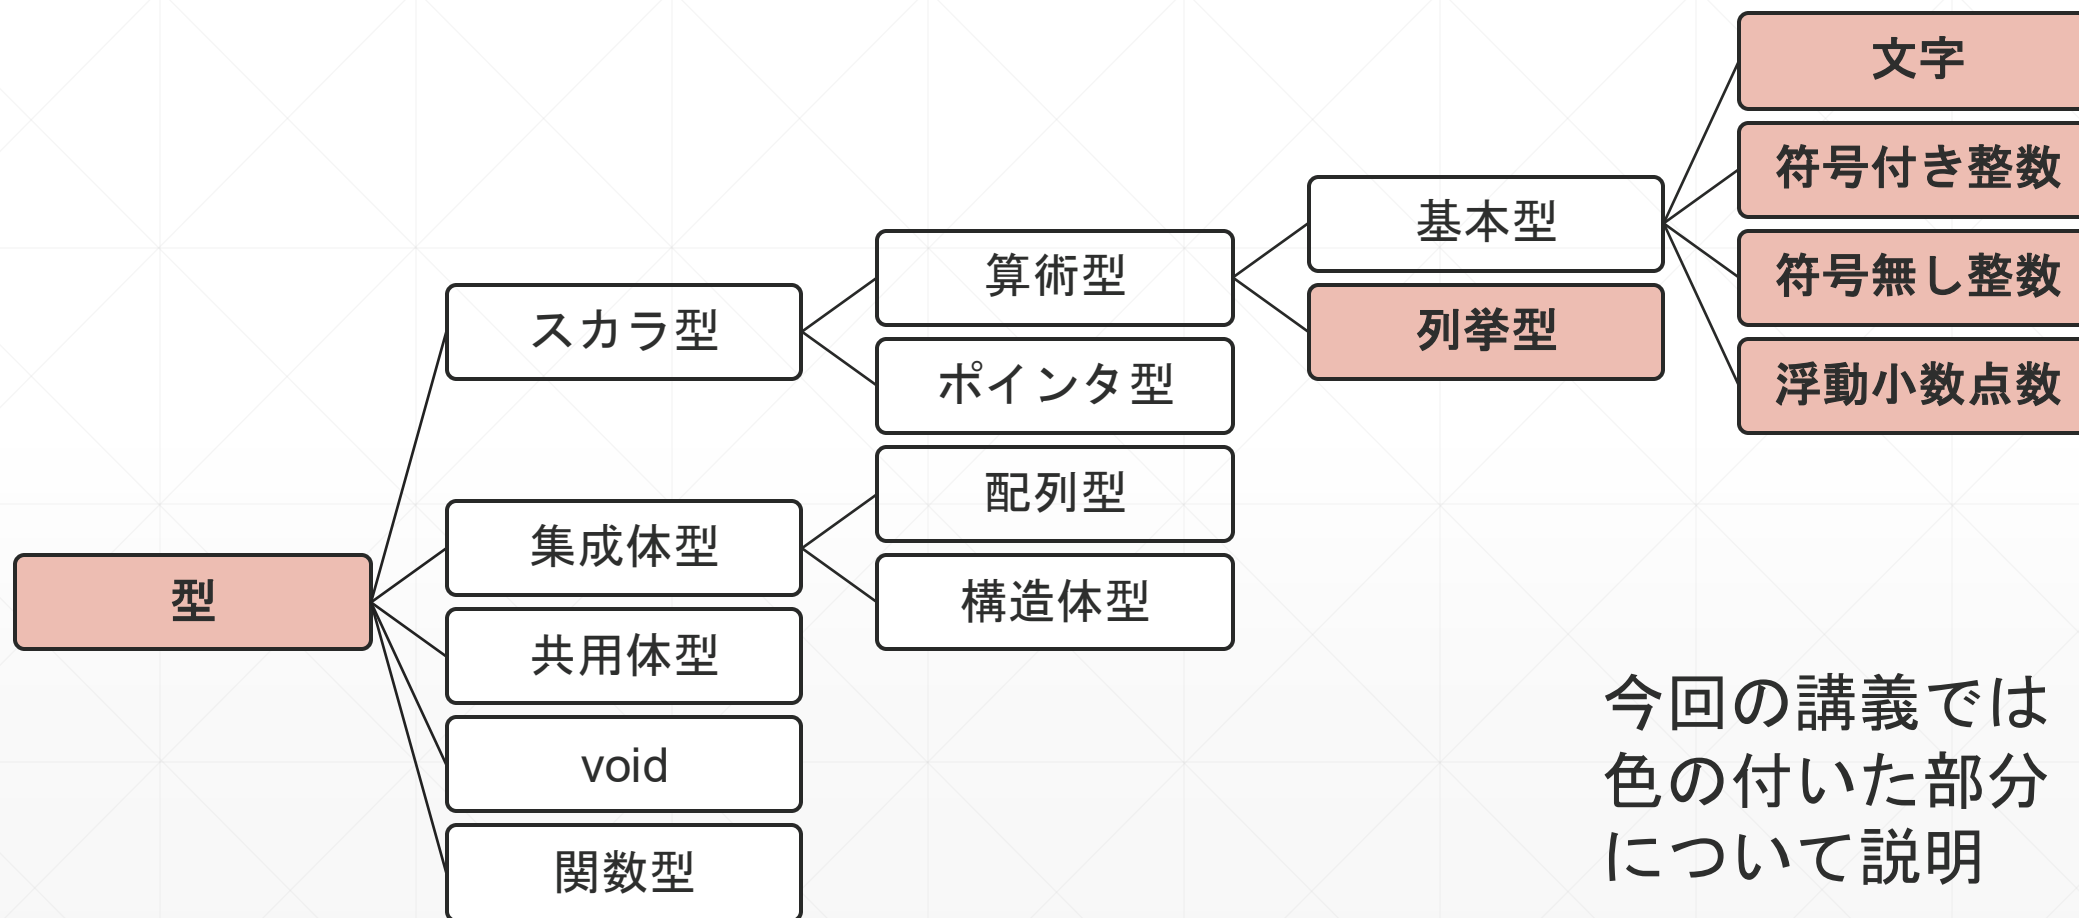 型
スカラ型
集成体型
共用体型
void
関数型
算術型
ポインタ型
配列型
構造体型
基本型
列挙型
文字
符号付き整数
符号無し整数
浮動小数点数
今回の講義では
色の付いた部分
について説明